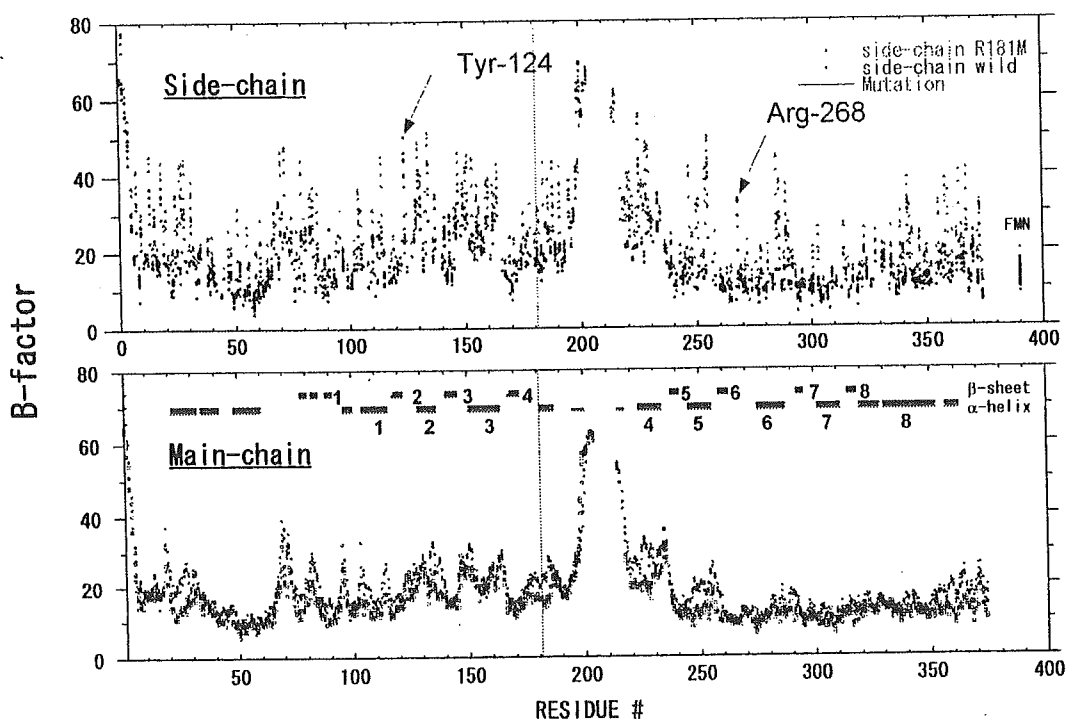 B-factor
80
60
40
20
0
Side-chain
Tyr-124
Arg-268
side-chain R181M
side-chain wild
Mutation
FMN
0 50 100 150 200 250 300 350 400
80
60
40
20
0
Main-chain
1 2 3 4 5 6 7 8 β-sheet
α-helix
1 2 3 4 5 6 7 8
50 100 150 200 250 300 350 400
RESIDUE #